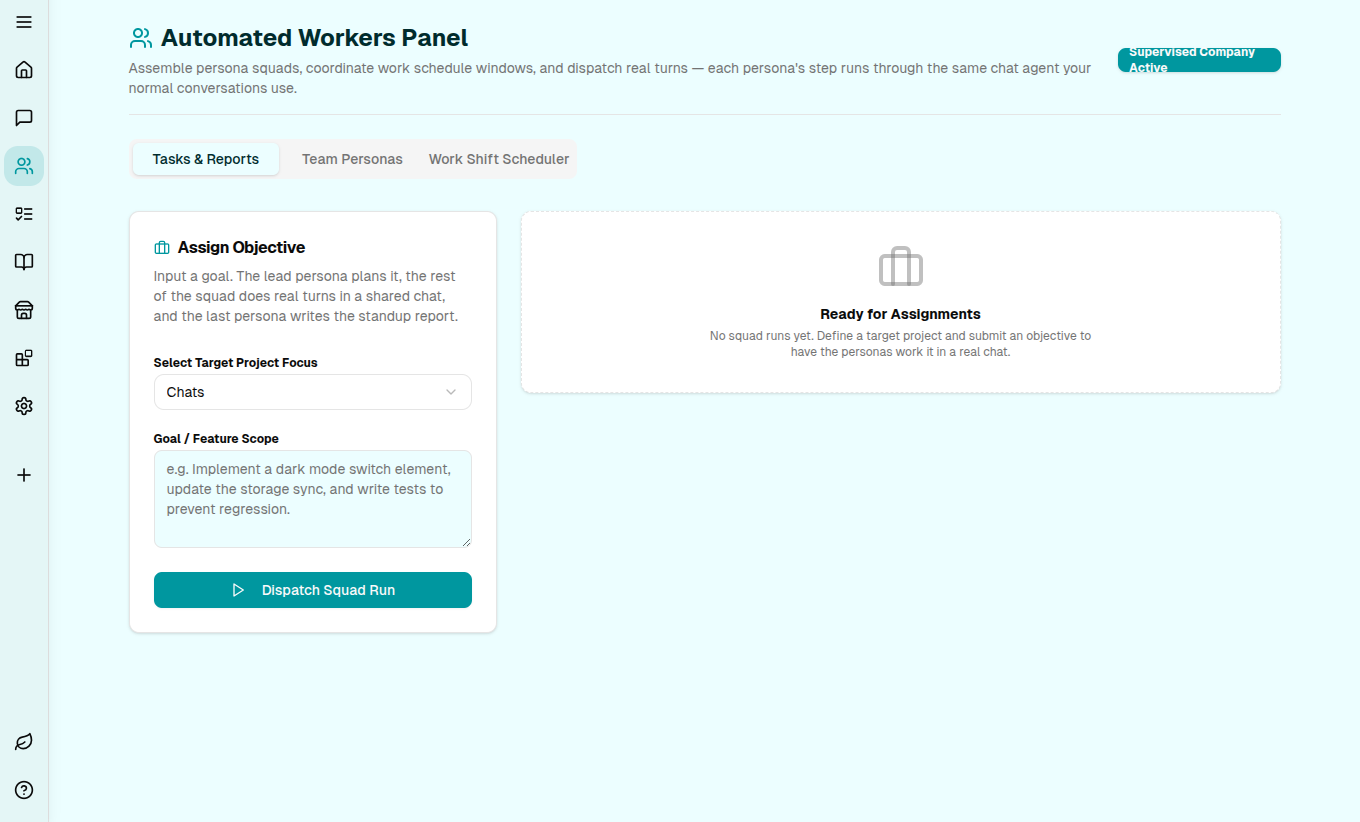 Automated Workers Panel
Assemble persona squads, coordinate work schedule windows, and dispatch real turns — each persona's step runs through the same chat agent your
normal conversations use.
Supervised Company
Active
Tasks & Reports
Team Personas
Work Shift Scheduler
Assign Objective
Input a goal. The lead persona plans it, the rest
of the squad does real turns in a shared chat,
and the last persona writes the standup report.
Select Target Project Focus
Chats
Goal / Feature Scope
e.g. Implement a dark mode switch element,
update the storage sync, and write tests to
prevent regression.
Dispatch Squad Run
Ready for Assignments
No squad runs yet. Define a target project and submit an objective to
have the personas work it in a real chat.